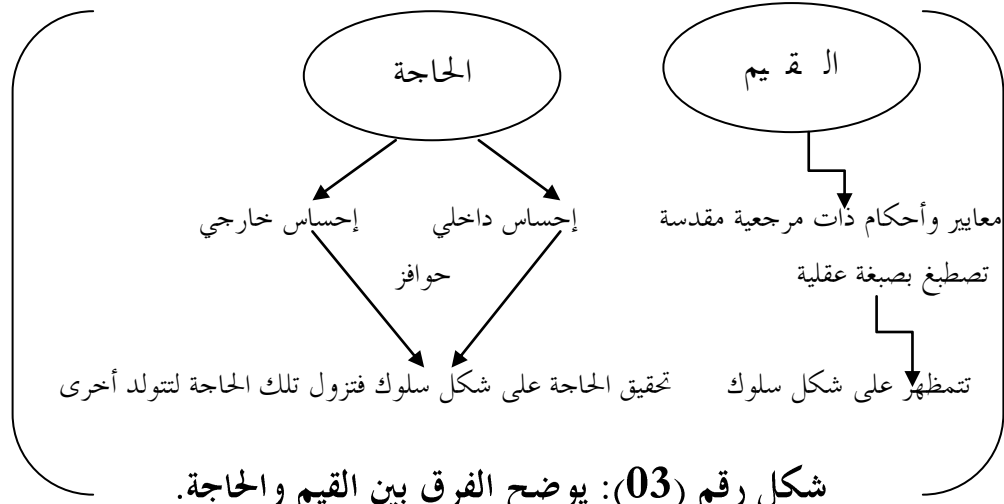 القيم
الحاجة
معايير وأحكام ذات مرجعية مقدسة
إحساس داخلي
إحساس خارجي
تصطبغ بصبغة عقلية
حوافز
تتمظهر على شكل سلوك
تحقيق الحاجة على شكل سلوك فتزول تلك الحاجة لتتولد أخرى
شكل رقم (03): يوضح الفرق بين القيم والحاجة.